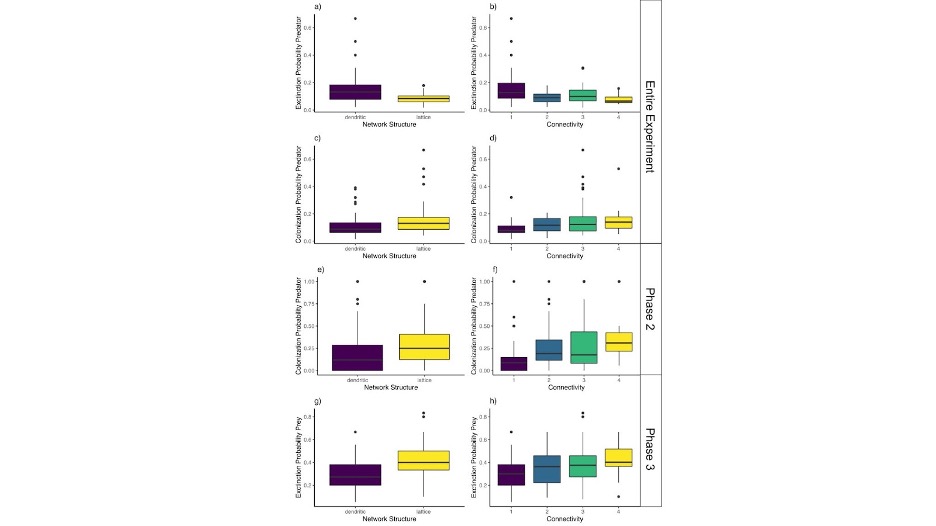 a)
Exctinction Probability Predator
0.6
0.4
0.2
0.0
dendritic
lattice
Network Structure
b)
Exctinction Probability Predator
0.6
0.4
0.2
0.0
1
2
3
4
Connectivity
Entire Experiment
c)
Colonization Probability Predator
0.6
0.4
0.2
0.0
dendritic
lattice
Network Structure
d)
Colonization Probability Predator
0.6
0.4
0.2
0.0
1
2
3
4
Connectivity
e)
Colonization Probability Predator
1.00
0.75
0.50
0.25
0.00
dendritic
lattice
Network Structure
f)
Colonization Probability Predator
1.00
0.75
0.50
0.25
0.00
1
2
3
4
Connectivity
Phase 2
g)
Exctinction Probability Prey
0.8
0.6
0.4
0.2
dendritic
lattice
Network Structure
h)
Exctinction Probability Prey
0.8
0.6
0.4
0.2
1
2
3
4
Connectivity
Phase 3